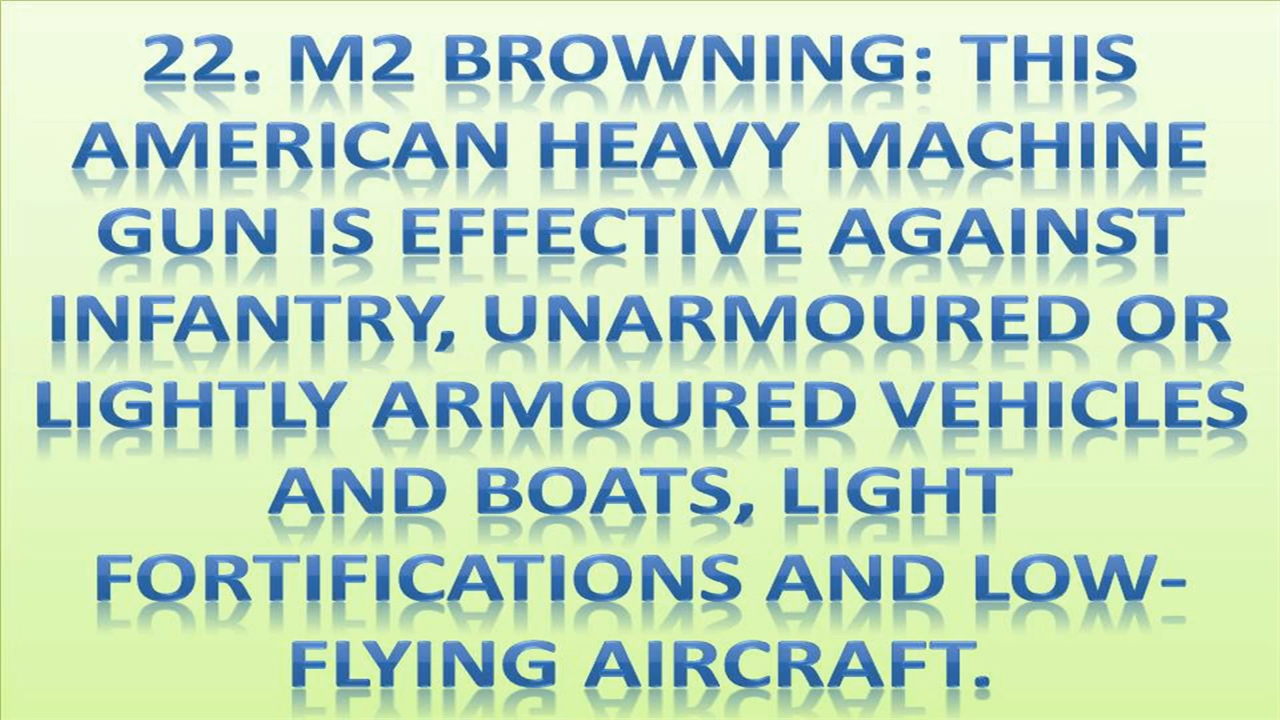 22. M2 BROWNING: THIS
AMERICAN HEAVY MACHINE
GUN IS EFFECTIVE AGAINST
INFANTRY, UNARMOURED OR
LIGHTLY ARMOURED VEHICLES
AND BOATS, LIGHT
FORTIFICATIONS AND LOW-
FLYING AIRCRAFT.